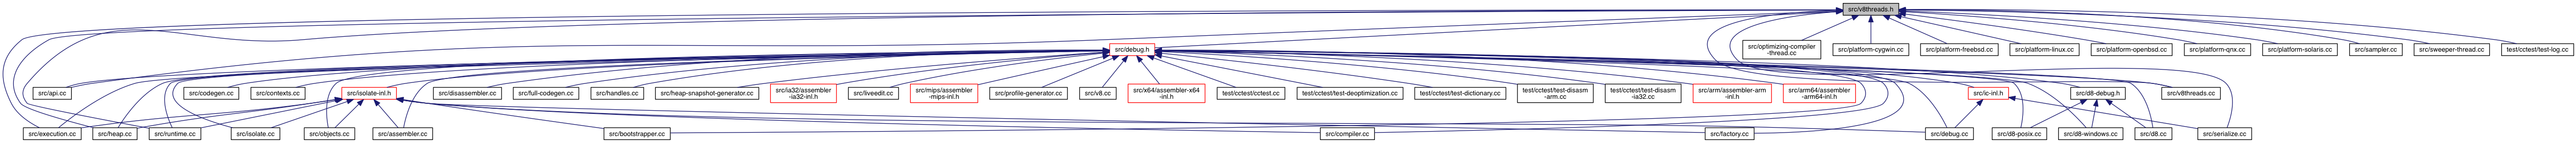 src/v8threads.h
src/debug.h
src/optimizing-compiler
-thread.cc
src/platform-cygwin.cc
src/platform-freebsd.cc
src/platform-linux.cc
src/platform-openbsd.cc
src/platform-qnx.cc
src/platform-solaris.cc
src/sampler.cc
src/sweeper-thread.cc
test/cctest/test-log.cc
src/api.cc
src/codegen.cc
src/contexts.cc
src/isolate-inl.h
src/disassembler.cc
src/full-codegen.cc
src/handles.cc
src/heap-snapshot-generator.cc
src/ia32/assembler
-ia32-inl.h
src/liveedit.cc
src/mips/assembler
-mips-inl.h
src/profile-generator.cc
src/v8.cc
src/x64/assembler-x64
-inl.h
test/cctest/cctest.cc
test/cctest/test-deoptimization.cc
test/cctest/test-dictionary.cc
test/cctest/test-disasm
-arm.cc
test/cctest/test-disasm
-ia32.cc
src/arm/assembler-arm
-inl.h
src/arm64/assembler
-arm64-inl.h
src/ic-inl.h
src/d8-debug.h
src/v8threads.cc
src/execution.cc
src/heap.cc
src/runtime.cc
src/isolate.cc
src/objects.cc
src/assembler.cc
src/bootstrapper.cc
src/compiler.cc
src/factory.cc
src/debug.cc
src/d8-posix.cc
src/d8-windows.cc
src/d8.cc
src/serialize.cc